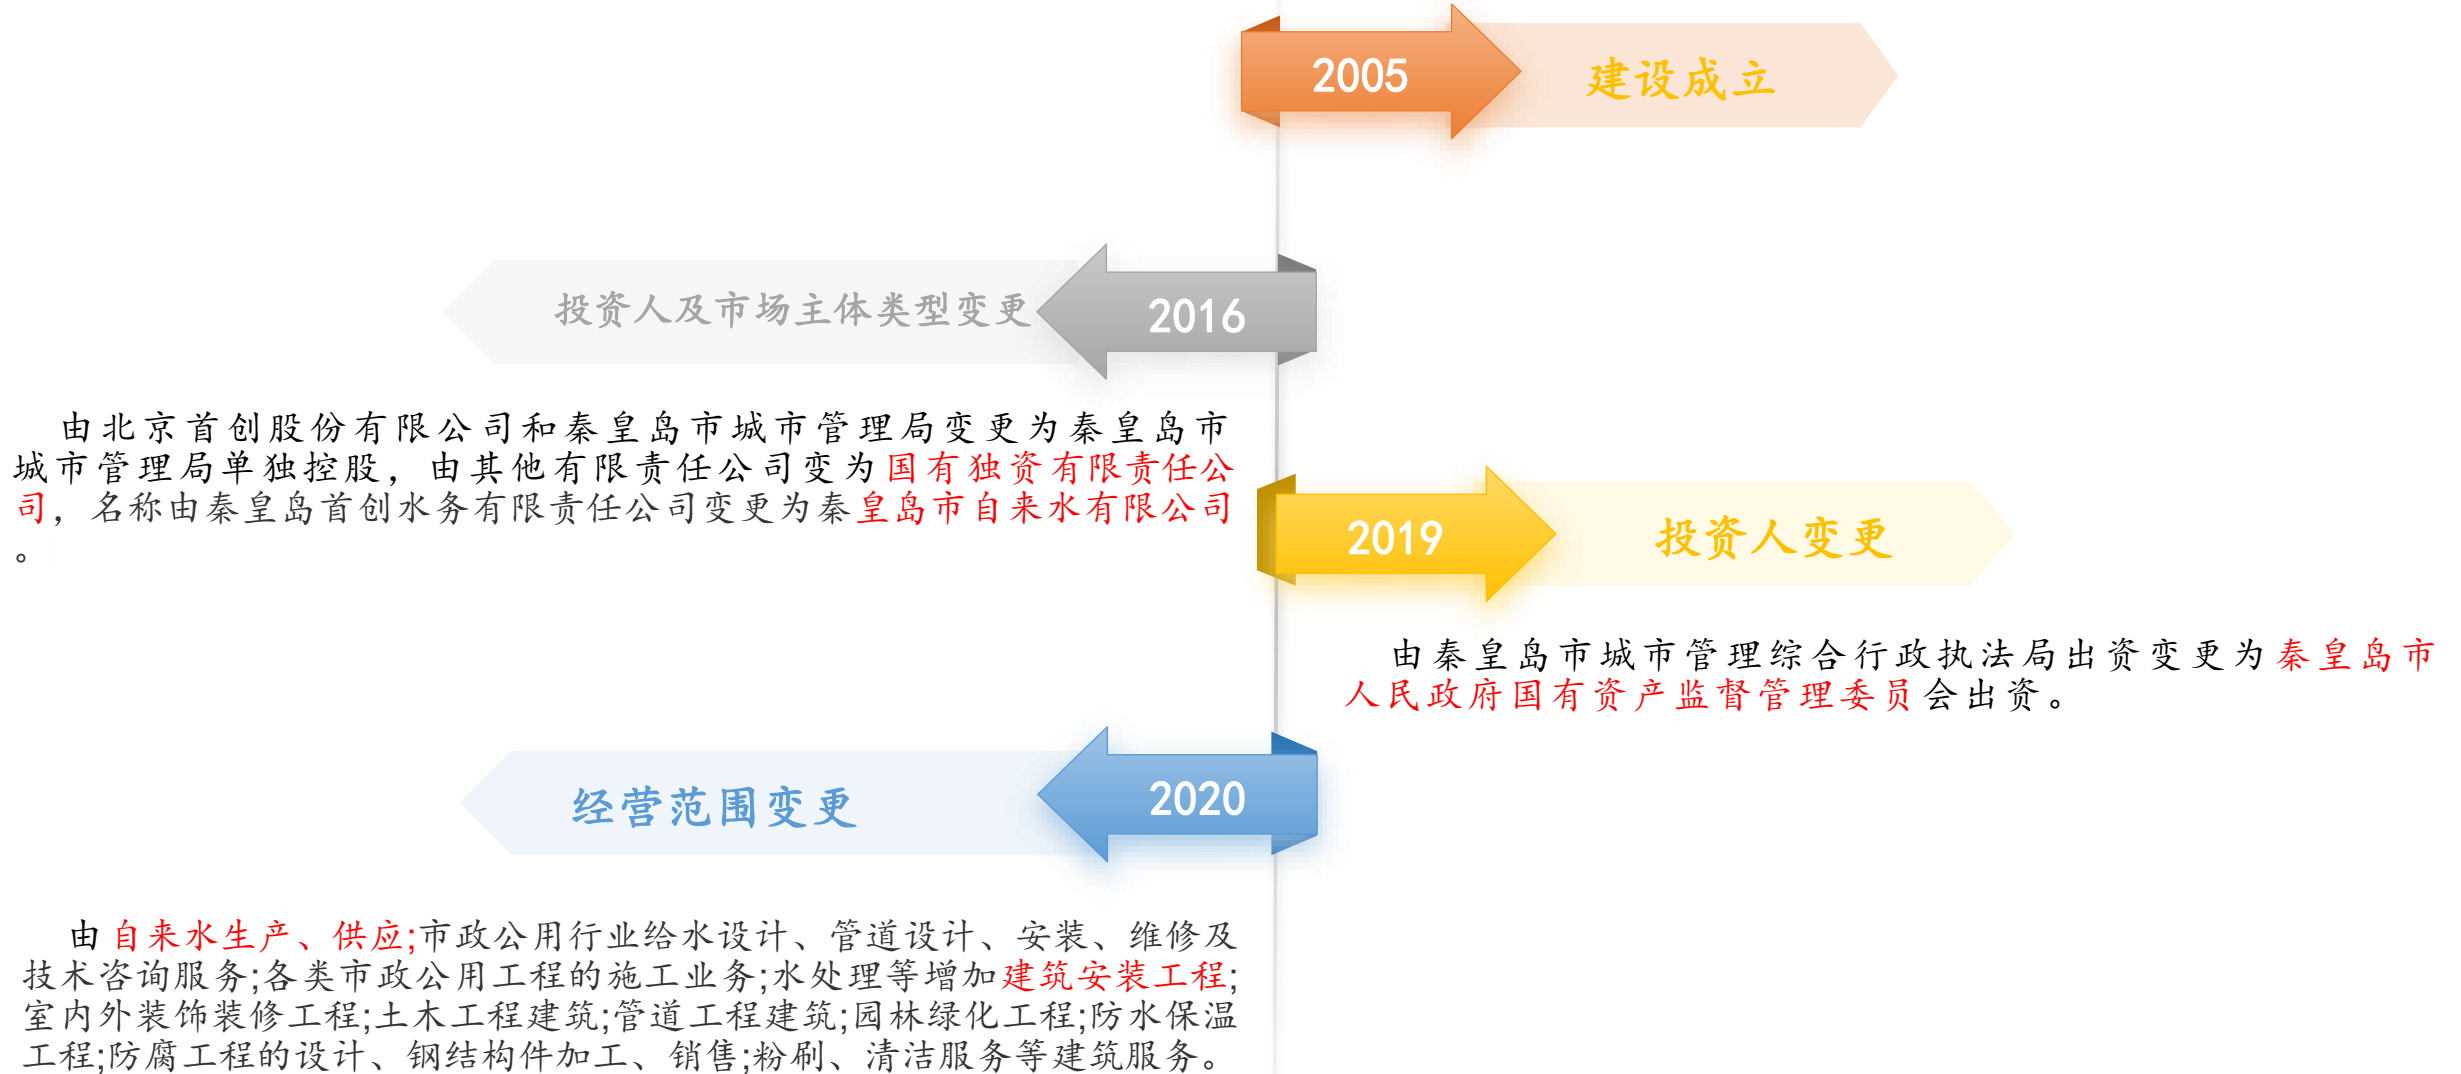 2005
建设成立
投资人及市场主体类型变更
2016
由北京首创股份有限公司和秦皇岛市城市管理局变更为秦皇岛市
城市管理局单独控股，由其他有限责任公司变为国有独资有限责任公
司，名称由秦皇岛首创水务有限责任公司变更为秦皇岛市自来水有限公司
。
2019
投资人变更
由秦皇岛市城市管理综合行政执法局出资变更为秦皇岛市
人民政府国有资产监督管理委员会出资。
经营范围变更
2020
由自来水生产、供应;市政公用行业给水设计、管道设计、安装、维修及
技术咨询服务;各类市政公用工程的施工业务;水处理等增加建筑安装工程;
室内外装饰装修工程;土木工程建筑;管道工程建筑;园林绿化工程;防水保温
工程;防腐工程的设计、钢结构件加工、销售;粉刷、清洁服务等建筑服务。